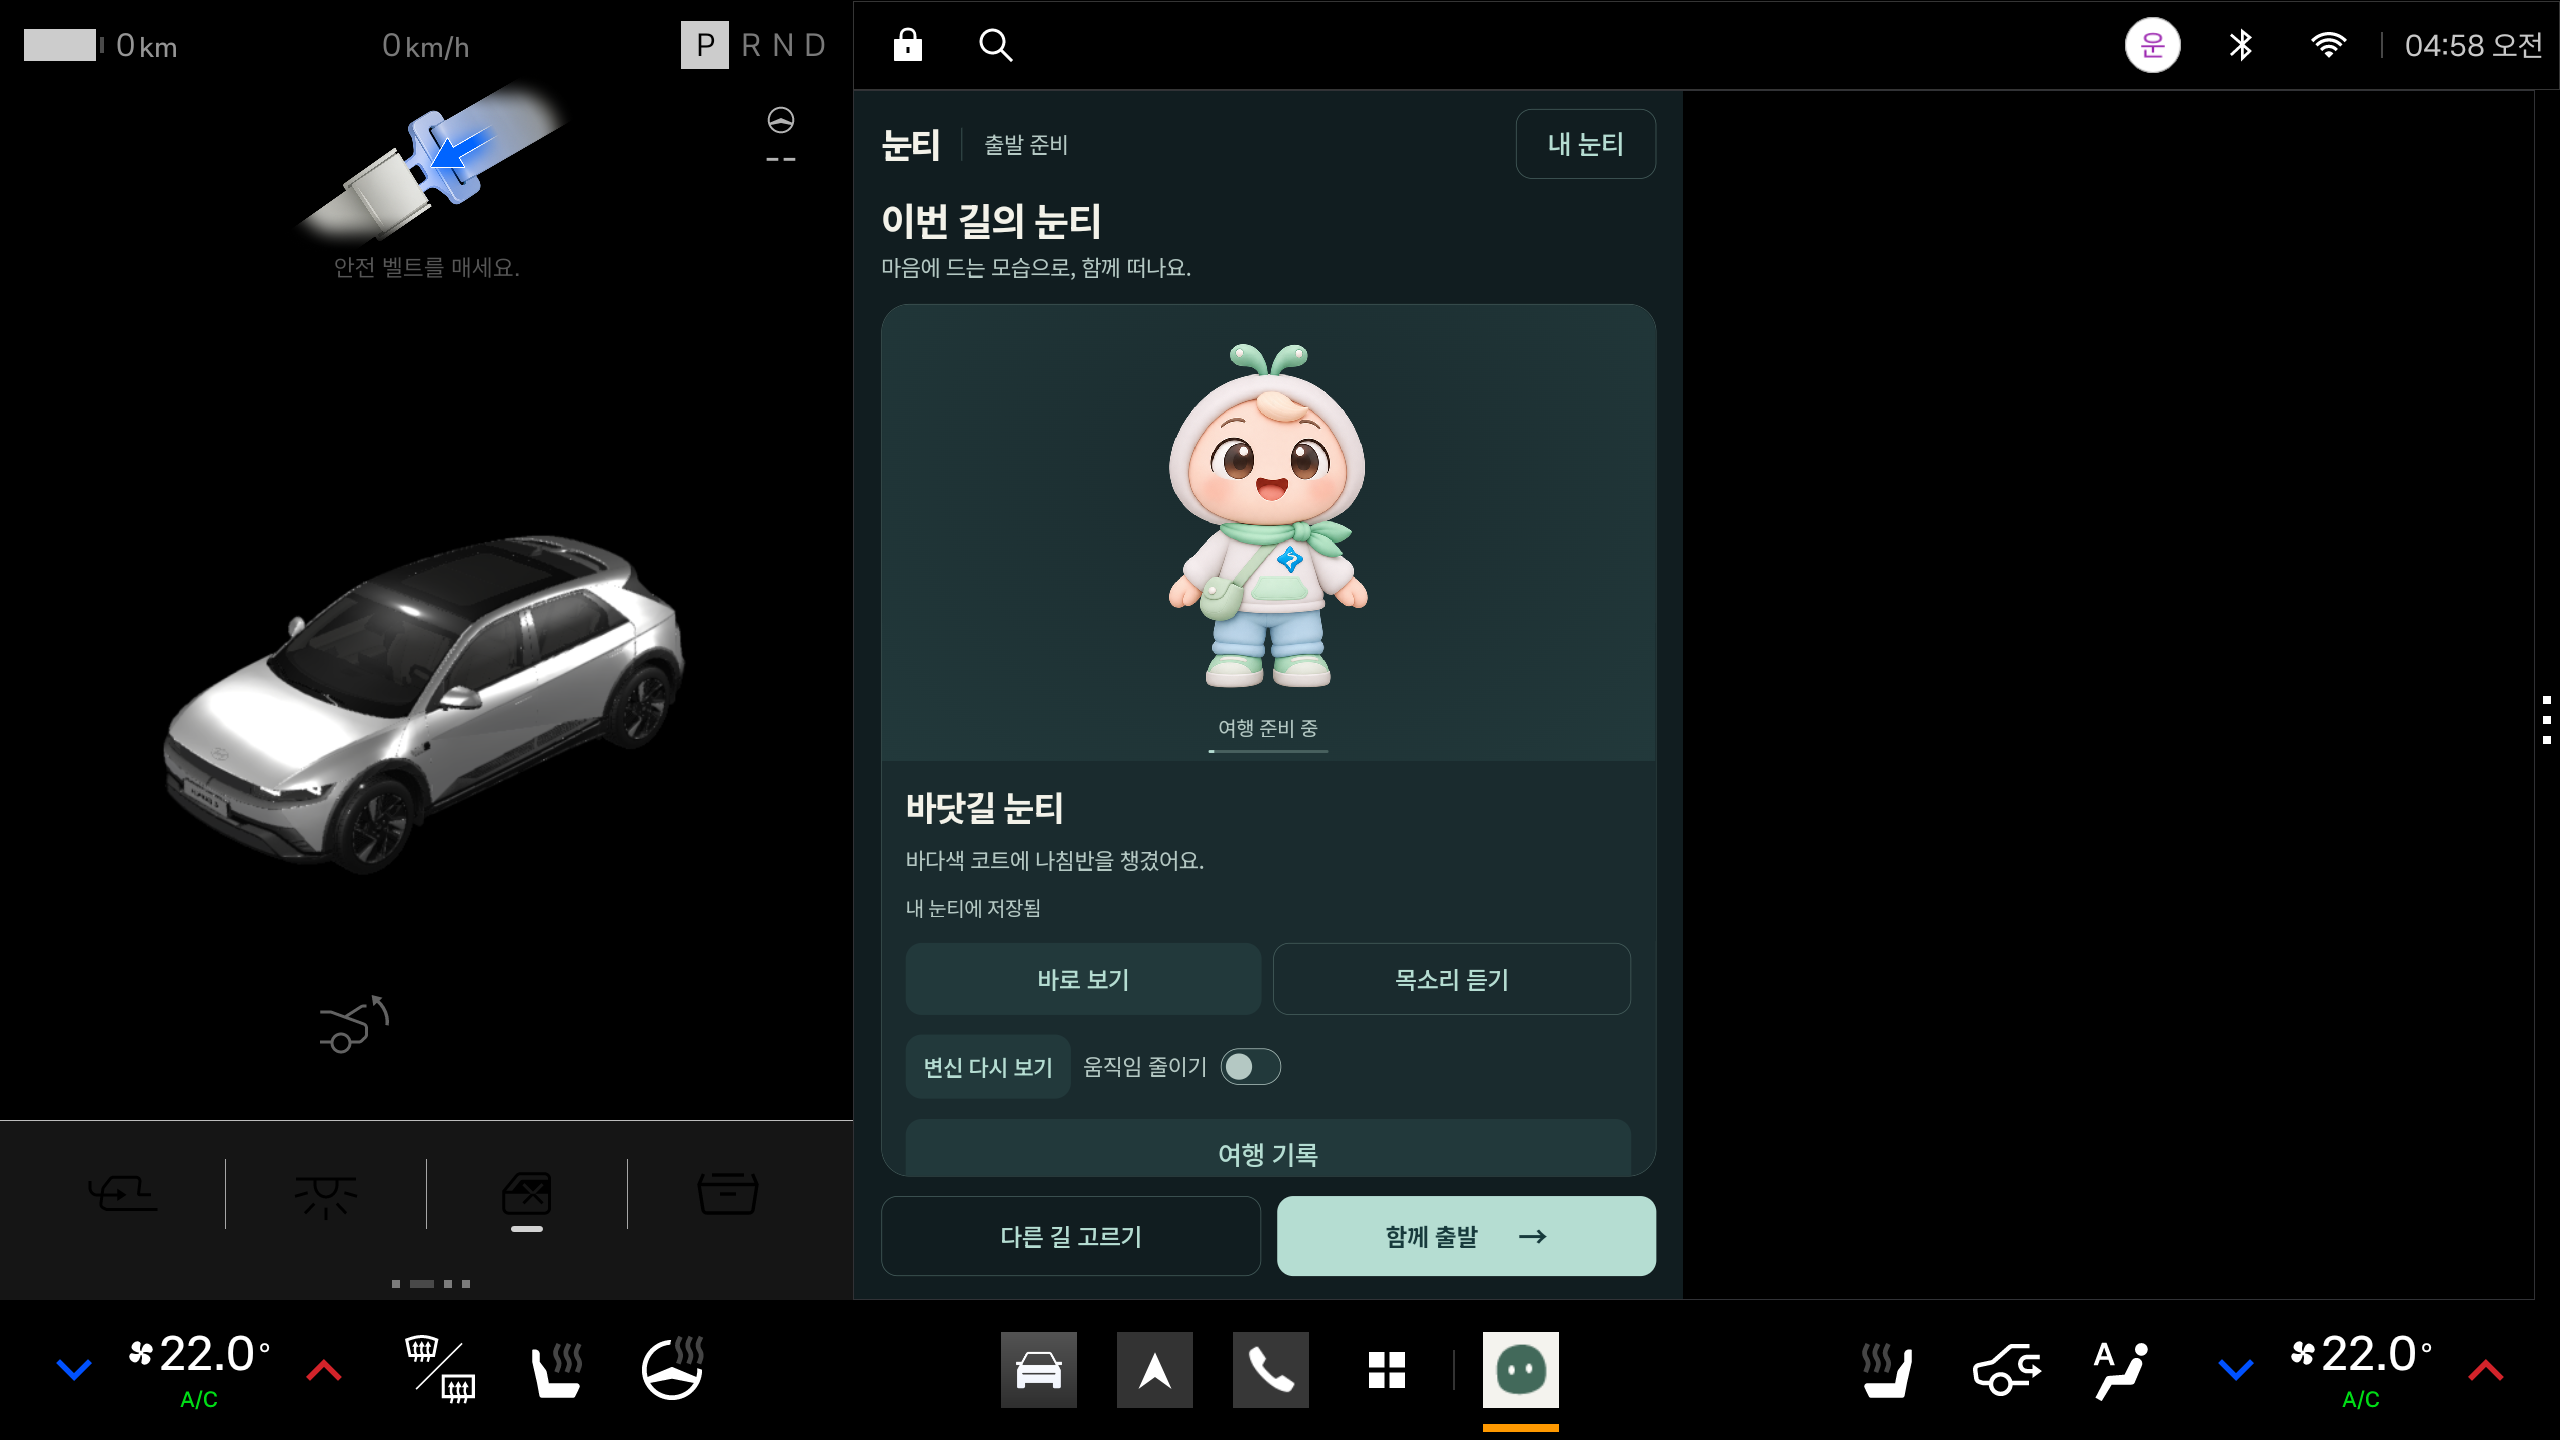 0 km
0 km/h
P R N D
안전 벨트를 매세요.
운
04:58 오전
눈티
출발 준비
내 눈티
이번 길의 눈티
마음에 드는 모습으로, 함께 떠나요.
여행 준비 중
바닷길 눈티
바다색 코트에 나침반을 챙겼어요.
내 눈티에 저장됨
바로 보기
목소리 듣기
변신 다시 보기
움직임 줄이기
여행 기록
다른 길 고르기
함께 출발 →
22.0°
A/C
A
22.0°
A/C